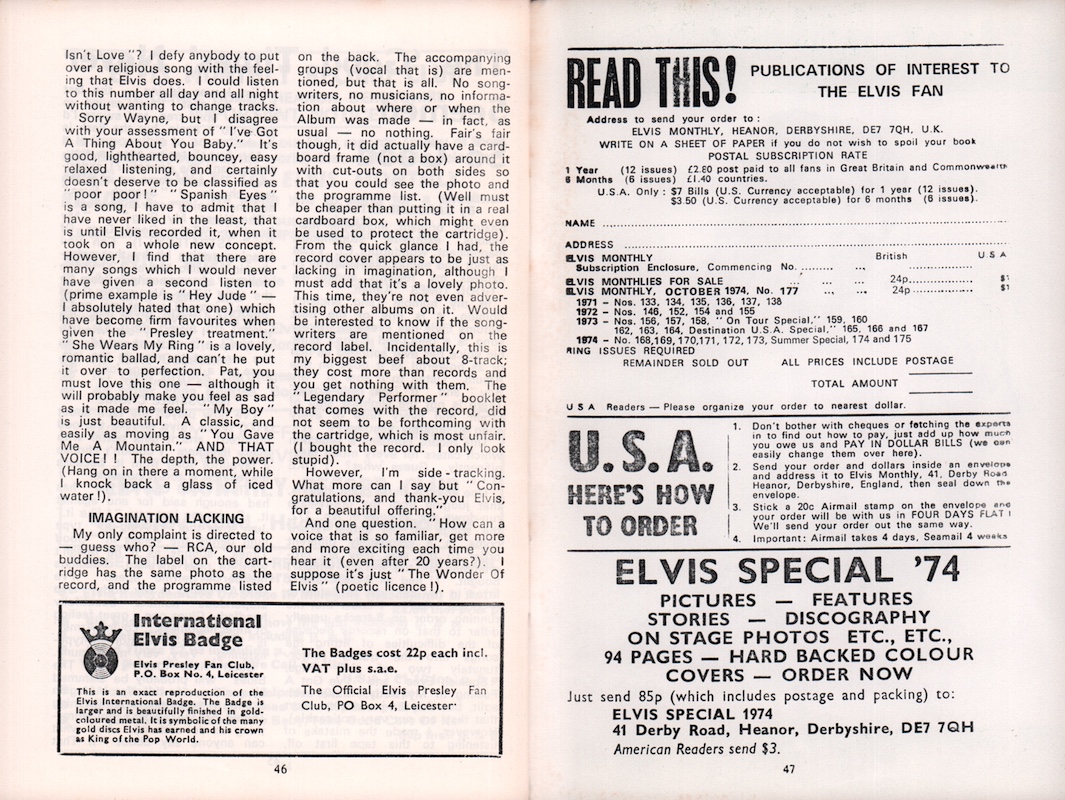 Isn't Love "? I defy anybody to put
over a religious song with the feel-
ing that Elvis does. I could listen
to this number all day and all night
without wanting to change tracks.
Sorry Wayne, but I disagree
with your assessment of " I've Got
A Thing About You Baby." It's
good, lighthearted, bouncey, easy
relaxed listening, and certainly
doesn't deserve to be classified as
" poor poor ! " " Spanish Eyes "
is a song, I have to admit that I
have never liked in the least, that
is until Elvis recorded it, when it
took on a whole new concept.
However, I find that there are
many songs which I would never
have given a second listen to
(prime example is " Hey Jude " —
I absolutely hated that one) which
have become firm favourites when
given the " Presley treatment."
" She Wears My Ring " is a lovely,
romantic ballad, and can't he put
it over to perfection. Pat, you
must love this one — although it
will probably make you feel as sad
as it made me feel. " My Boy "
is just beautiful. A classic, and
easily as moving as " You Gave
Me A Mountain." AND THAT
VOICE ! ! The depth, the power.
(Hang on in there a moment, while
I knock back a glass of iced
water !).
IMAGINATION LACKING
My only complaint is directed to
— guess who? — RCA, our old
buddies. The label on the cart-
ridge has the same photo as the
record, and the programme listed
on the back. The accompanying
groups (vocal that is) are men-
tioned, but that is all. No song-
writers, no musicians, no informa-
tion about where or when the
Album was made — in fact, as
usual — no nothing. Fair's fair
though, it did actually have a card-
board frame (not a box) around it
with cut-outs on both sides so
that you could see the photo and
the programme list. (Well must
be cheaper than putting it in a real
cardboard box, which might even
be used to protect the cartridge).
From the quick glance I had, the
record cover appears to be just as
lacking in imagination, although I
must add that it's a lovely photo.
This time, they're not even adver-
tising other albums on it. Would
be interested to know if the song-
writers are mentioned on the
record label. Incidentally, this is
my biggest beef about 8-track;
they cost more than records and
you get nothing with them. The
" Legendary Performer " booklet
that comes with the record, did
not seem to be forthcoming with
the cartridge, which is most unfair.
(I bought the record. I only look
stupid).
However, I'm side - tracking.
What more can I say but " Con-
gratulations, and thank-you Elvis,
for a beautiful offering."
And one question. " How can a
voice that is so familiar, get more
and more exciting each time you
hear it (even after 20 years?). I
suppose it's just " The Wonder Of
Elvis " (poetic licence !).
International
Elvis Badge
Elvis Presley Fan Club,
P.O. Box No. 4, Leicester
This is an exact reproduction of the
Elvis International Badge. The Badge is
larger and is beautifully finished in gold-
coloured metal. It is symbolic of the many
gold discs Elvis has earned and his crown
as King of the Pop World.
The Badges cost 22p each incl.
VAT plus s.a.e.
The Official Elvis Presley Fan
Club, PO Box 4, Leicester
46
READ THIS!
PUBLICATIONS OF INTEREST TO
THE ELVIS FAN
Address to send your order to :
ELVIS MONTHLY, HEANOR, DERBYSHIRE, DE7 7QH, U.K.
WRITE ON A SHEET OF PAPER if you do not wish to spoil your book
POSTAL SUBSCRIPTION RATE
1 Year (12 issues) £2.80 post paid to all fans in Great Britain and Commonwealth
6 Months (6 issues) £1.40 countries.
U.S.A. Only : $7 Bills (U.S. Currency acceptable) for 1 year (12 issues).
$3.50 (U.S. Currency acceptable) for 6 months (6 issues).
NAME
ADDRESS
ELVIS MONTHLY British U S A
Subscription Enclosure, Commencing No.
ELVIS MONTHLIES FOR SALE ... ... ... 24p $1
ELVIS MONTHLY, OCTOBER 1974, No. 177 ... ... 24p $1
1971 – Nos. 133, 134, 135, 136, 137, 138
1972 – Nos. 146, 152, 154 and 155
1973 – Nos. 156, 157, 158, " On Tour Special," 159, 160
162, 163, 164, Destination U.S.A. Special," 165, 166 and 167
1974 – No. 168,169, 170,171, 172, 173, Summer Special, 174 and 175
RING ISSUES REQUIRED
REMAINDER SOLD OUT ALL PRICES INCLUDE POSTAGE
TOTAL AMOUNT
U S A Readers — Please organize your order to nearest dollar.
U.S.A.
HERE'S HOW
TO ORDER
1. Don't bother with cheques or fetching the experts
in to find out how to pay, just add up how much
you owe us and PAY IN DOLLAR BILLS (we can
easily change them over here).
2. Send your order and dollars inside an envelope
and address it to Elvis Monthly, 41, Derby Road
Heanor, Derbyshire, England, then seal down the
envelope.
3. Stick a 20c Airmail stamp on the envelope and
your order will be with us in FOUR DAYS FLAT !
We'll send your order out the same way.
4. Important: Airmail takes 4 days, Seamail 4 weeks
ELVIS SPECIAL '74
PICTURES — FEATURES
STORIES — DISCOGRAPHY
ON STAGE PHOTOS ETC., ETC.,
94 PAGES — HARD BACKED COLOUR
COVERS — ORDER NOW
Just send 85p (which includes postage and packing) to:
ELVIS SPECIAL 1974
41 Derby Road, Heanor, Derbyshire, DE7 7QH
American Readers send $3.
47